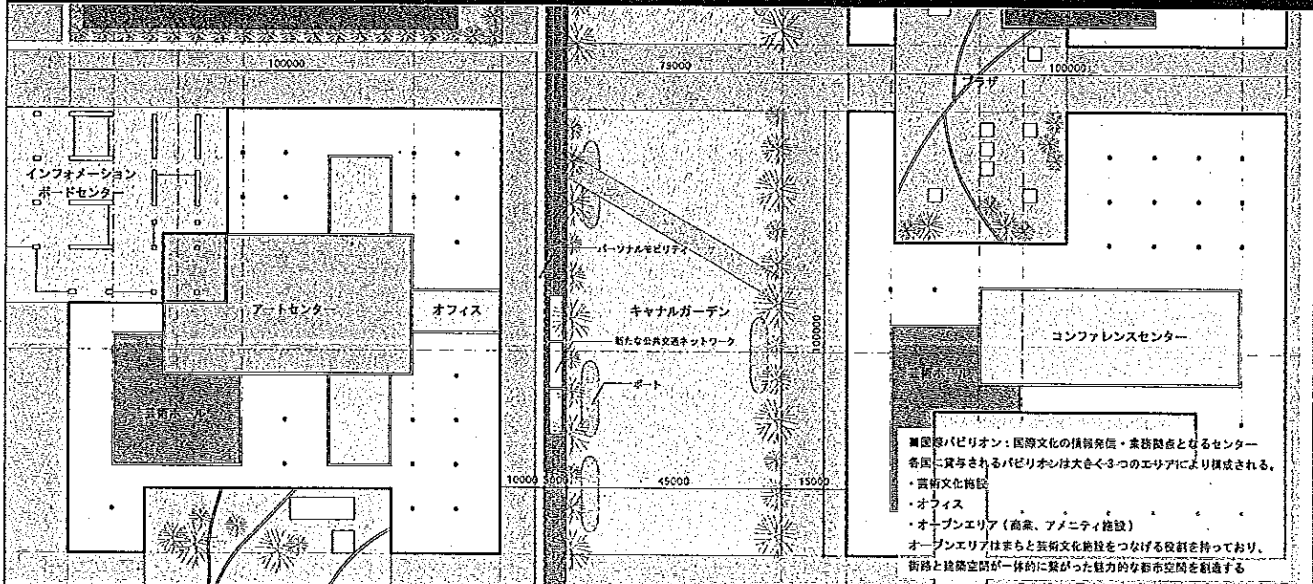 100000
75000
100000
プラザ
インフォメーション
ボードセンター
パーソナルモビリティ
アートセンター
オフィス
キャナルガーデン
新たな公共交通ネットワーク
100000
コンファレンスセンター
ボート
芸術ホール
芸術ホール
10000 5000
45000
15000
■国際パビリオン：国際文化の情報発信・業務拠点となるセンター
各国に貸与されるパビリオンは大きく3つのエリアにより構成される。
・芸術文化施設
・オフィス
・オープンエリア（商業、アメニティ施設）
オープンエリアはまちと芸術文化施設をつなげる役割を持っており、
街路と建築空間が一体的に繋がった魅力的な都市空間を創造する